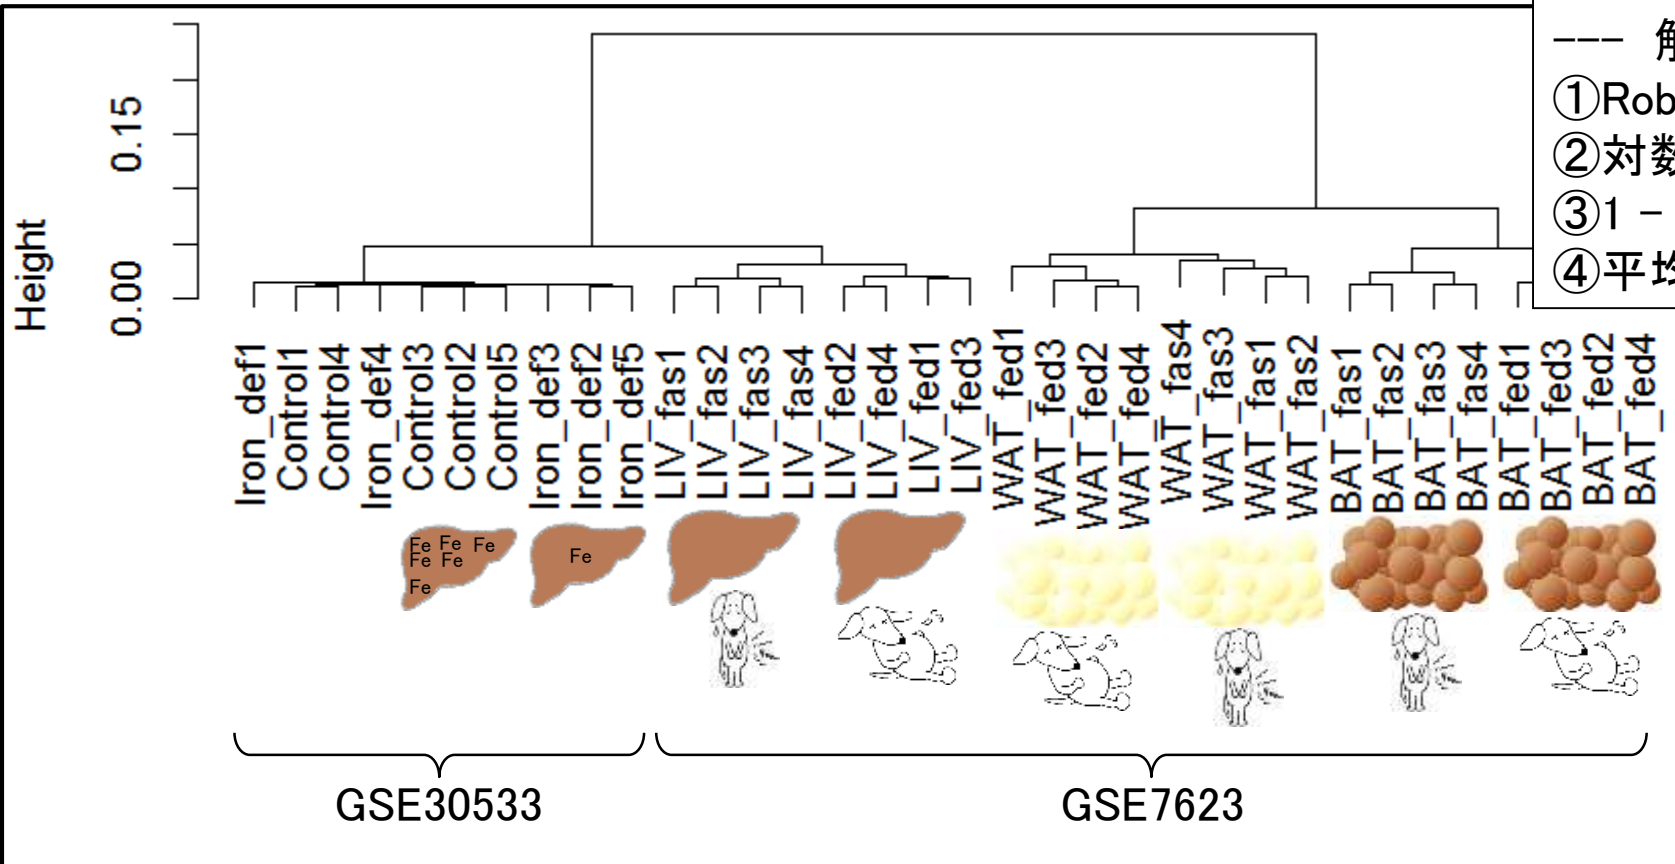 --- 解
①Rob
②対数
③1 -
④平均
Height
0.15
0.00
Iron_def1
Control1
Control4
Iron_def4
Control3
Control2
Control5
Iron_def3
Iron_def2
Iron_def5
LIV_fas1
LIV_fas2
LIV_fas3
LIV_fas4
LIV_fed2
LIV_fed4
LIV_fed1
LIV_fed3
WAT_fed1
WAT_fed3
WAT_fed2
WAT_fed4
WAT_fas4
WAT_fas3
WAT_fas1
WAT_fas2
BAT_fas1
BAT_fas2
BAT_fas3
BAT_fas4
BAT_fed1
BAT_fed3
BAT_fed2
BAT_fed4
Fe Fe Fe
Fe Fe
Fe
Fe
GSE30533
GSE7623